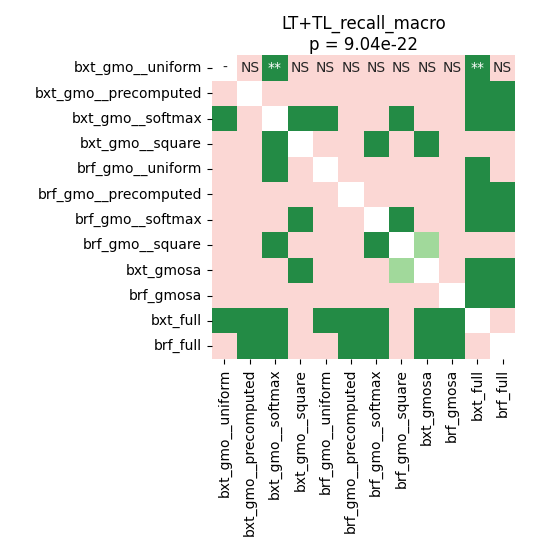 LT+TL_recall_macro
p = 9.04e-22
bxt_gmo__uniform - NS ** NS NS NS NS NS NS NS ** NS
bxt_gmo__precomputed
bxt_gmo__softmax
bxt_gmo__square
brf_gmo__uniform
brf_gmo__precomputed
brf_gmo__softmax
brf_gmo__square
bxt_gmosa
brf_gmosa
bxt_full
brf_full
bxt_gmo__uniform
bxt_gmo__precomputed
bxt_gmo__softmax
bxt_gmo__square
brf_gmo__uniform
brf_gmo__precomputed
brf_gmo__softmax
brf_gmo__square
bxt_gmosa
brf_gmosa
bxt_full
brf_full